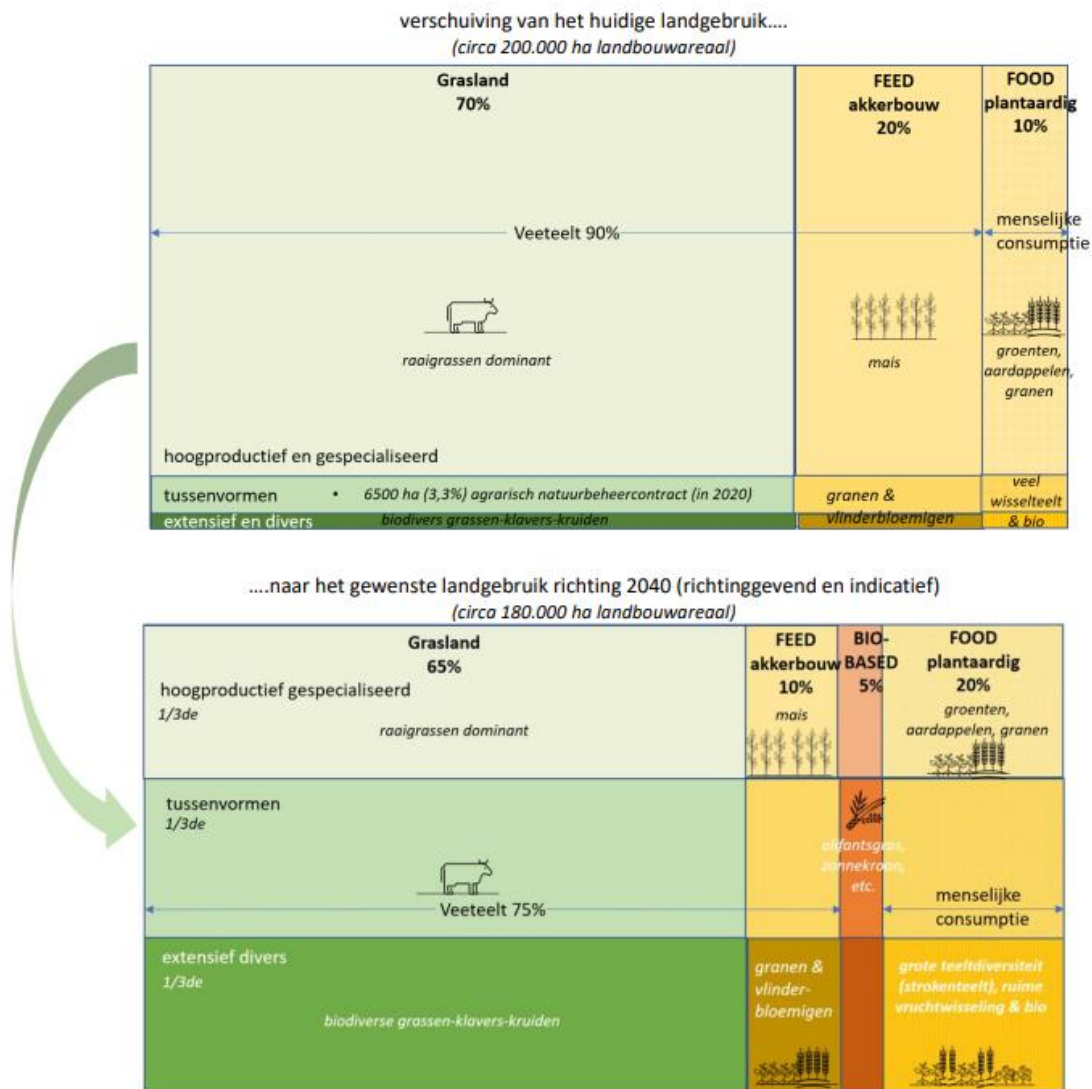 verschuiving van het huidige landgebruik....
(circa 200.000 ha landbouwareaal)
Grasland
70%
FEED
akkerbouw
20%
FOOD
plantaardig
10%
Veeteelt 90%
menselijke
consumptie
raaigrassen dominant
mais
groenten,
aardappelen,
granen
hoogproductief en gespecialiseerd
tussenvormen • 6500 ha (3,3%) agrarisch natuurbeheercontract (in 2020)
granen &
vlinderbloemigen
veel
wisselteelt
& bio
extensief en divers biodivers grassen-klavers-kruiden
....naar het gewenste landgebruik richting 2040 (richtinggevend en indicatief)
(circa 180.000 ha landbouwareaal)
Grasland
65%
FEED
akkerbouw
10%
BIO-
BASED
5%
FOOD
plantaardig
20%
hoogproductief gespecialiseerd
1/3de
raaigrassen dominant
mais
groenten,
aardappelen, granen
tussenvormen
1/3de
olifantsgras,
zonnekroon,
etc.
Veeteelt 75%
menselijke
consumptie
extensief divers
1/3de
biodiverse grassen-klavers-kruiden
granen &
vlinder-
bloemigen
grote teeltdiversiteit
(strokenteelt), ruime
vruchtwisseling & bio